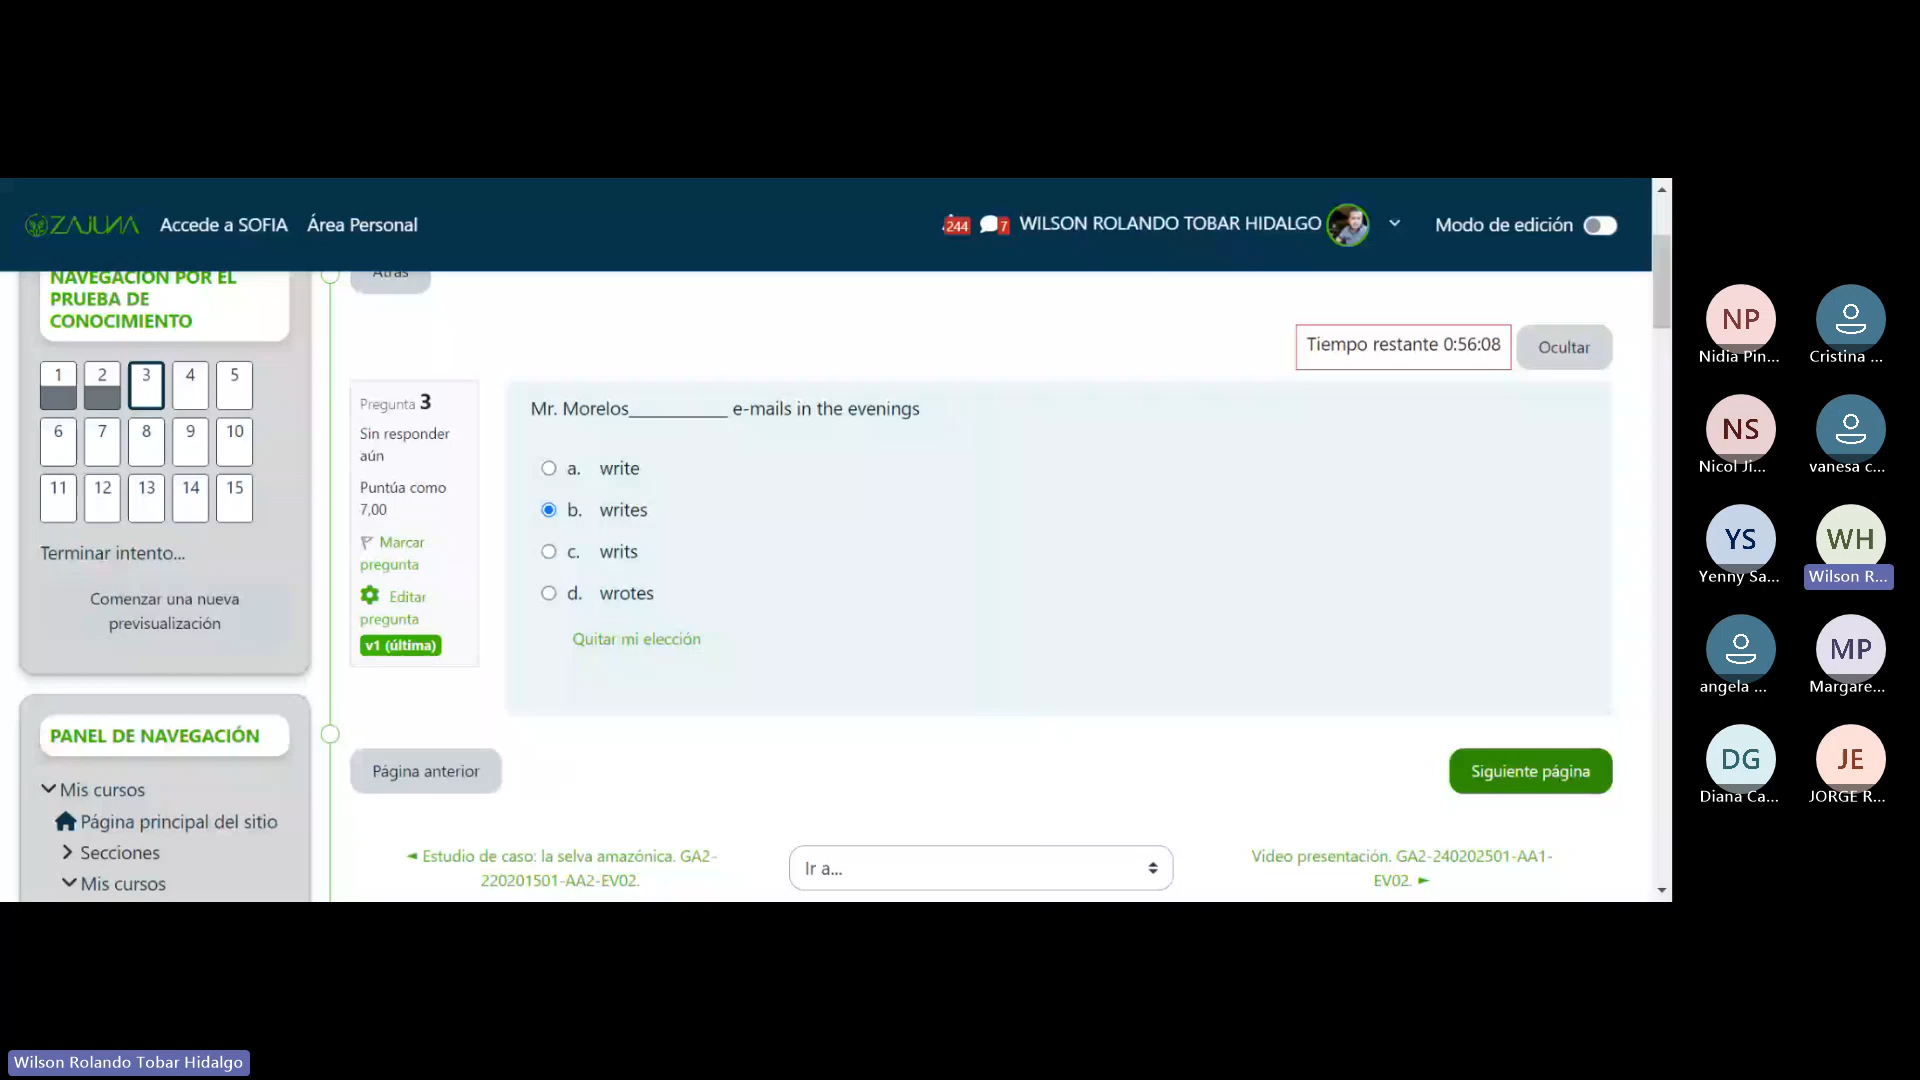 ZAJUNA Accede a SOFIA Área Personal 244 7 WILSON ROLANDO TOBAR HIDALGO Modo de edición
NAVEGACIÓN POR EL
PRUEBA DE
CONOCIMIENTO
1 2 3 4 5
6 7 8 9 10
11 12 13 14 15
Terminar intento...
Comenzar una nueva
previsualización
PANEL DE NAVEGACIÓN
Mis cursos
Página principal del sitio
Secciones
Mis cursos
Atrás
Tiempo restante 0:56:08 Ocultar
Pregunta 3
Sin responder
aún
Puntúa como
7,00
Marcar
pregunta
Editar
pregunta
v1 (última)
Mr. Morelos___________ e-mails in the evenings
a. write
b. writes
c. writs
d. wrotes
Quitar mi elección
Página anterior Siguiente página
◄ Estudio de caso: la selva amazónica. GA2-
220201501-AA2-EV02.
Ir a...
Video presentación. GA2-240202501-AA1-
EV02. ►
NP
Nidia Pin...
Cristina ...
NS
Nicol Ji...
vanesa c...
YS
Yenny Sa...
WH
Wilson R...
angela ...
MP
Margare...
DG
Diana Ca...
JE
JORGE R...
Wilson Rolando Tobar Hidalgo